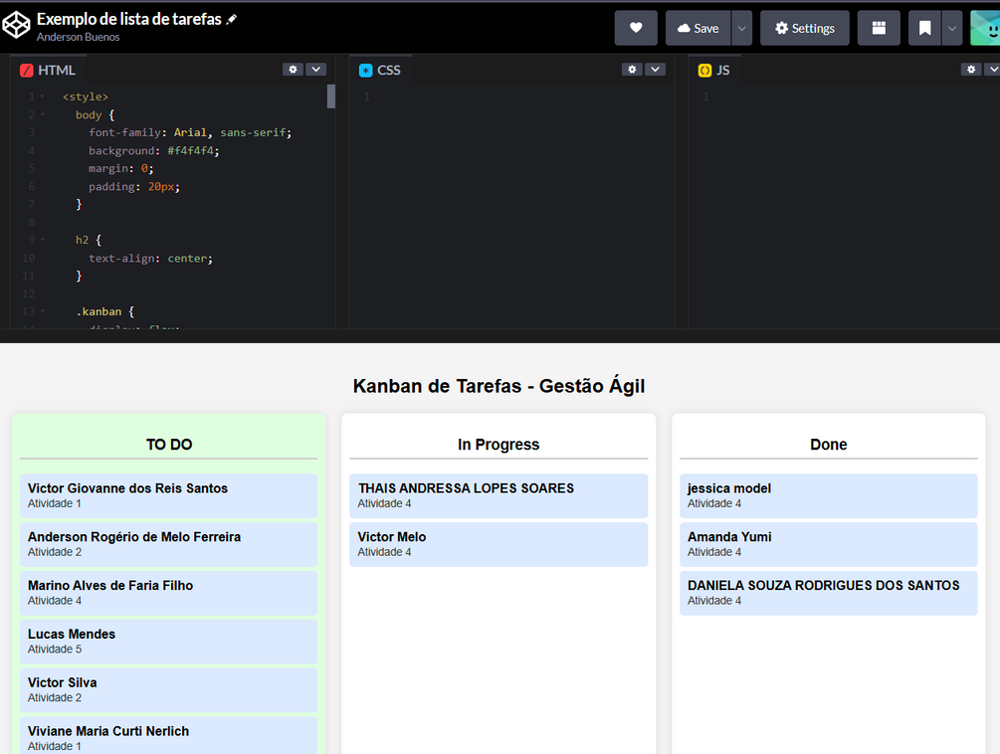 Exemplo de lista de tarefas
Anderson Buenos
Save
Settings
HTML
CSS
JS
1 <style>
2 body {
3 font-family: Arial, sans-serif;
4 background: #f4f4f4;
5 margin: 0;
6 padding: 20px;
7 }
8
9 h2 {
10 text-align: center;
11 }
12
13 .kanban {
14 display: flex;
1
1
Kanban de Tarefas - Gestão Ágil
TO DO
Victor Giovanne dos Reis Santos
Atividade 1
Anderson Rogério de Melo Ferreira
Atividade 2
Marino Alves de Faria Filho
Atividade 4
Lucas Mendes
Atividade 5
Victor Silva
Atividade 2
Viviane Maria Curti Nerlich
Atividade 1
In Progress
THAIS ANDRESSA LOPES SOARES
Atividade 4
Victor Melo
Atividade 4
Done
jessica model
Atividade 4
Amanda Yumi
Atividade 4
DANIELA SOUZA RODRIGUES DOS SANTOS
Atividade 4